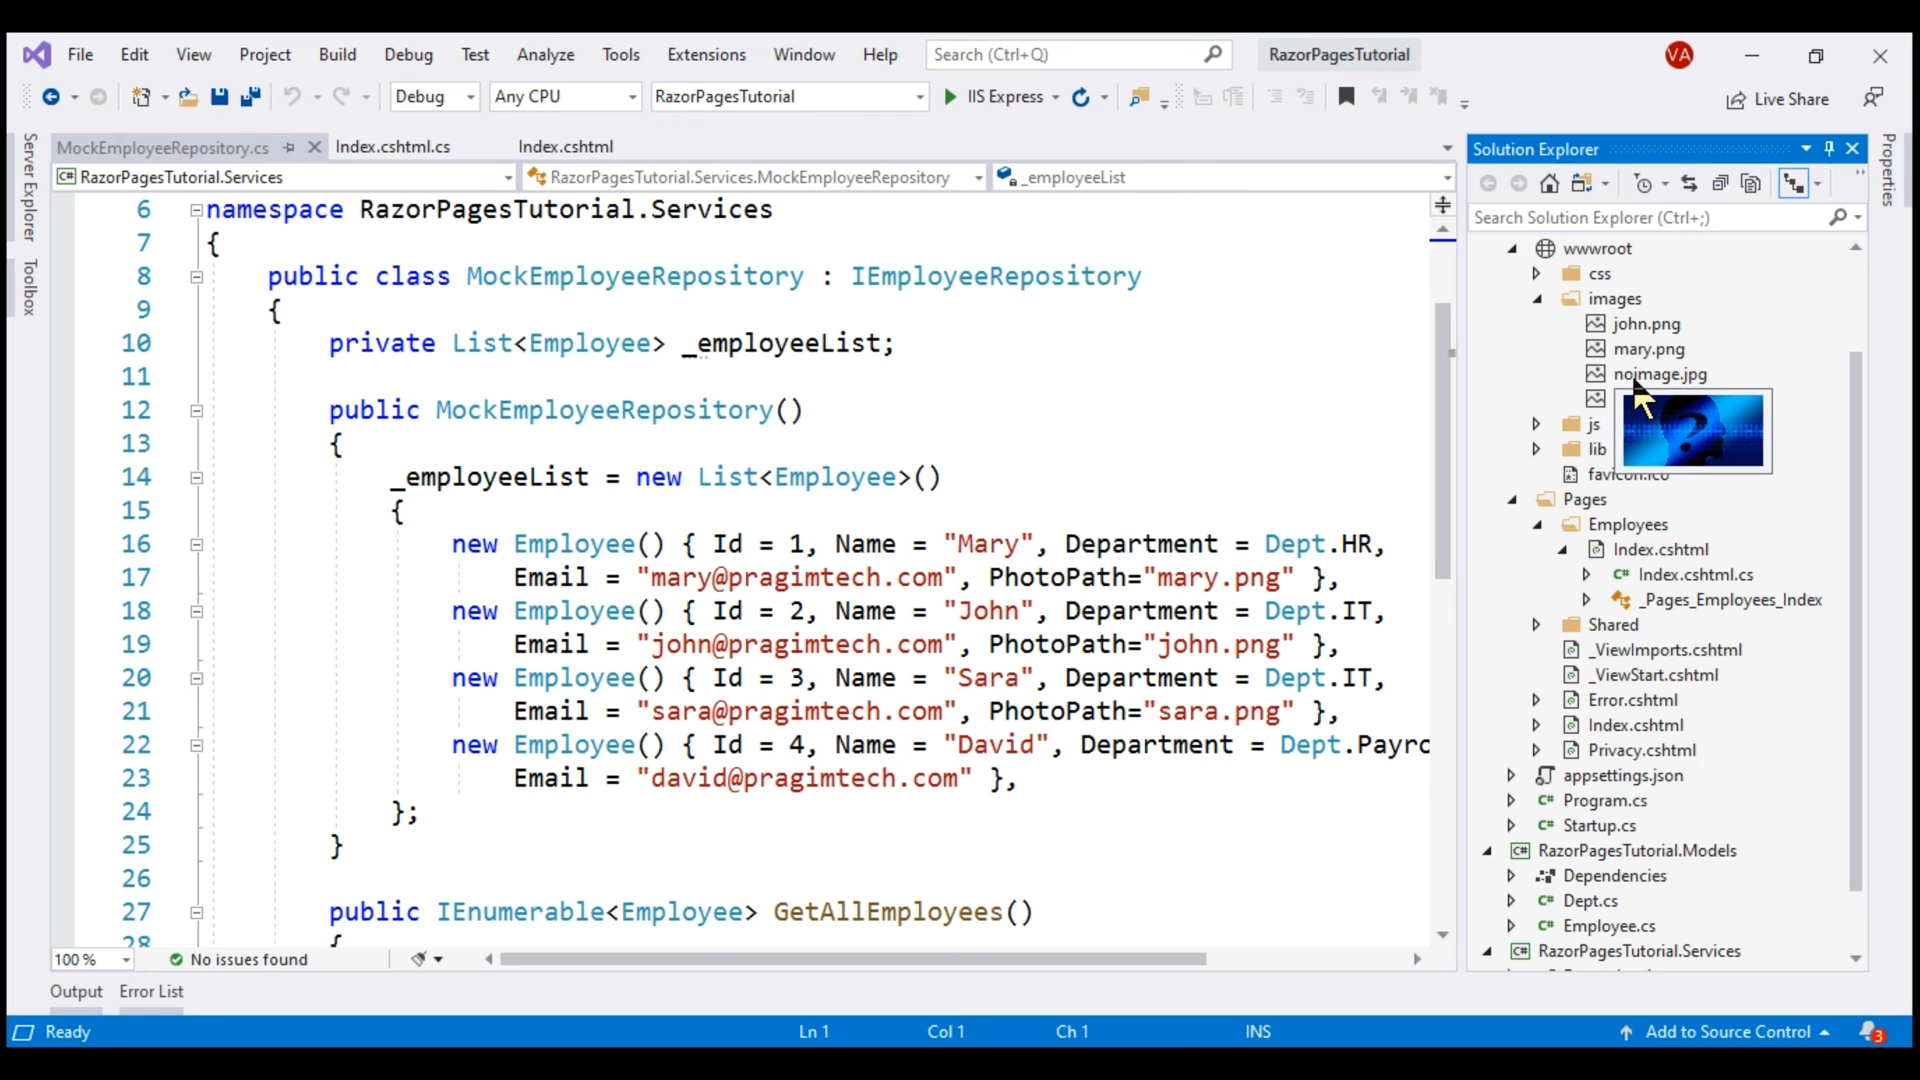 File Edit View Project Build Debug Test Analyze Tools Extensions Window Help Search (Ctrl+Q) RazorPagesTutorial VA
Debug Any CPU RazorPagesTutorial IIS Express Live Share
Server Explorer
Toolbox
MockEmployeeRepository.cs Index.cshtml.cs Index.cshtml
C# RazorPagesTutorial.Services RazorPagesTutorial.Services.MockEmployeeRepository _employeeList
6 namespace RazorPagesTutorial.Services
7 {
8 public class MockEmployeeRepository : IEmployeeRepository
9 {
10 private List<Employee> _employeeList;
11
12 public MockEmployeeRepository()
13 {
14 _employeeList = new List<Employee>()
15 {
16 new Employee() { Id = 1, Name = "Mary", Department = Dept.HR,
17 Email = "mary@pragimtech.com", PhotoPath="mary.png" },
18 new Employee() { Id = 2, Name = "John", Department = Dept.IT,
19 Email = "john@pragimtech.com", PhotoPath="john.png" },
20 new Employee() { Id = 3, Name = "Sara", Department = Dept.IT,
21 Email = "sara@pragimtech.com", PhotoPath="sara.png" },
22 new Employee() { Id = 4, Name = "David", Department = Dept.Payro
23 Email = "david@pragimtech.com" },
24 };
25 }
26
27 public IEnumerable<Employee> GetAllEmployees()
28 {
100 % No issues found
Solution Explorer
Search Solution Explorer (Ctrl+;)
wwwroot
css
images
john.png
mary.png
noimage.jpg
?
js
lib
favicon.ico
Pages
Employees
Index.cshtml
C# Index.cshtml.cs
_Pages_Employees_Index
Shared
_ViewImports.cshtml
_ViewStart.cshtml
Error.cshtml
Index.cshtml
Privacy.cshtml
appsettings.json
C# Program.cs
C# Startup.cs
C# RazorPagesTutorial.Models
Dependencies
C# Dept.cs
C# Employee.cs
C# RazorPagesTutorial.Services
Properties
Output Error List
Ready Ln 1 Col 1 Ch 1 INS Add to Source Control 3